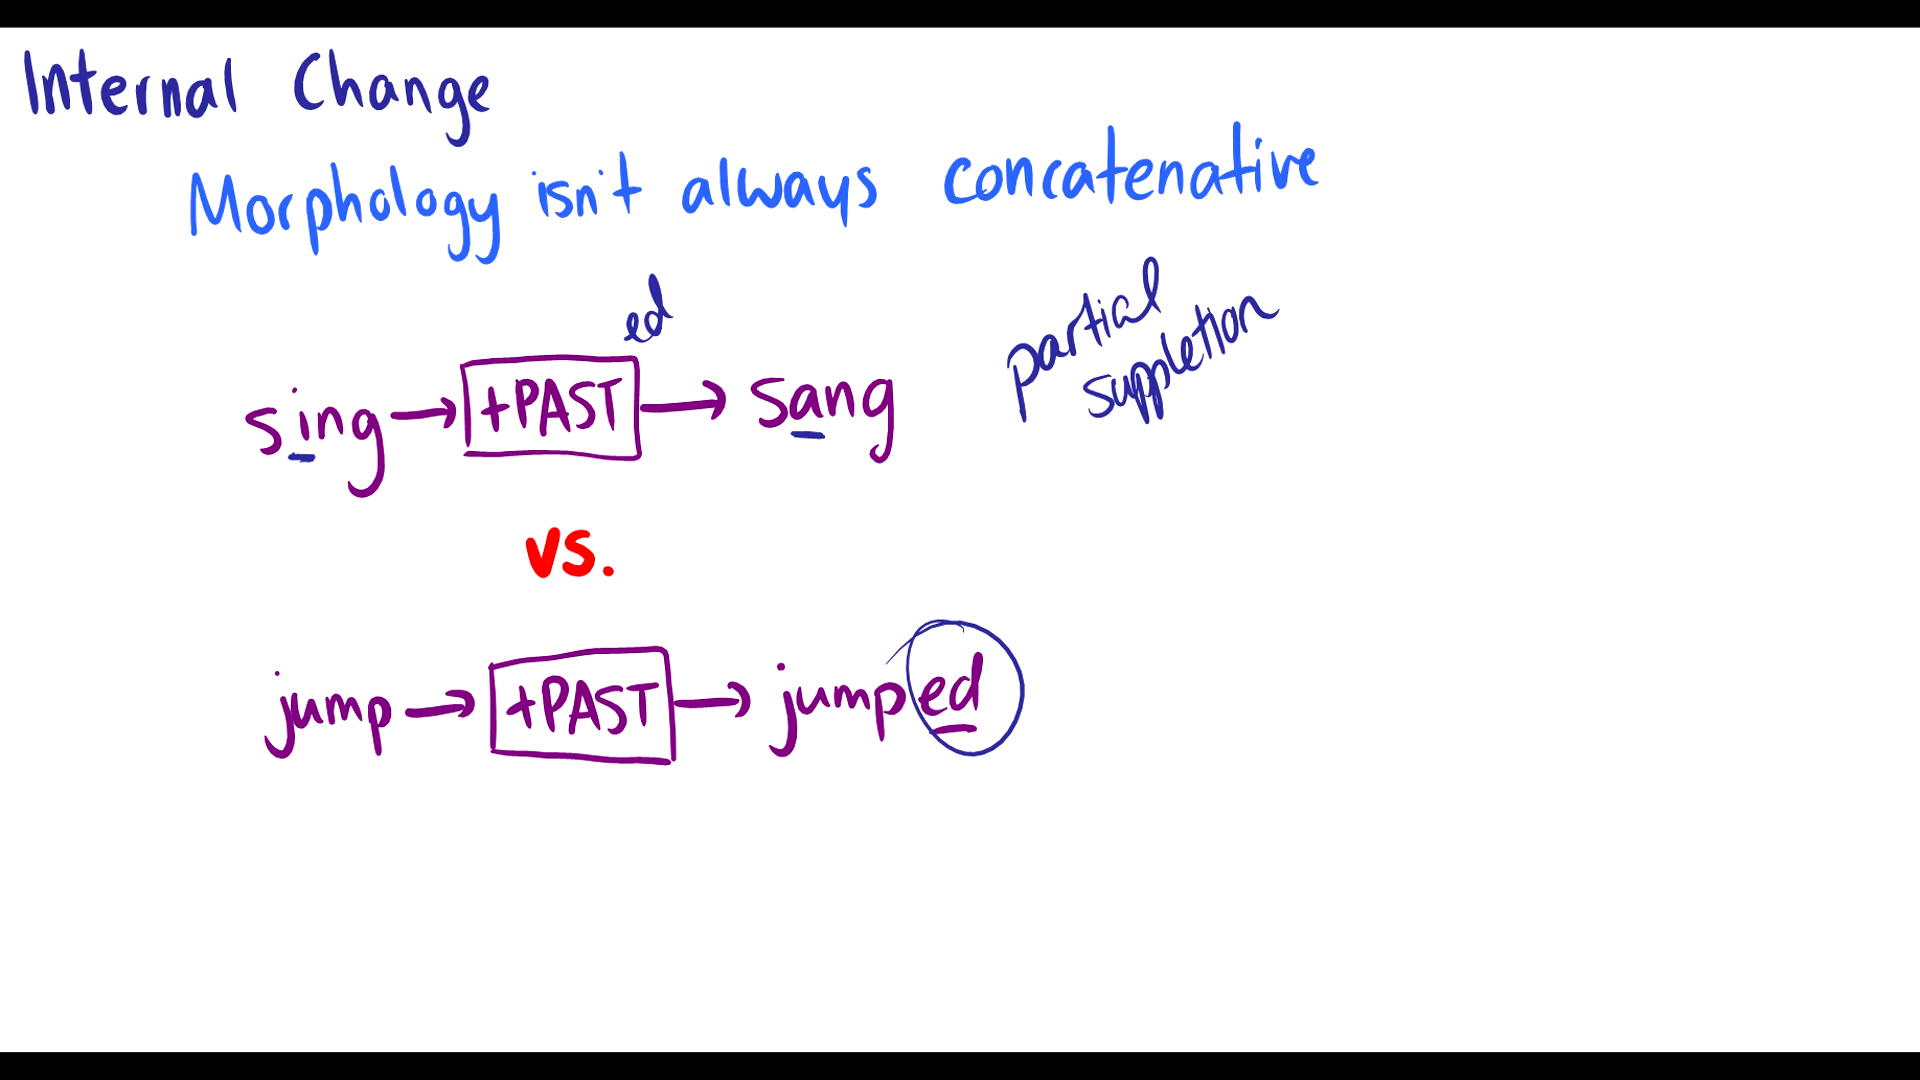 Internal Change
Morphology isn't always concatenative
ed
partial
suppletion
sing → +PAST → sang
vs.
jump → +PAST → jumped